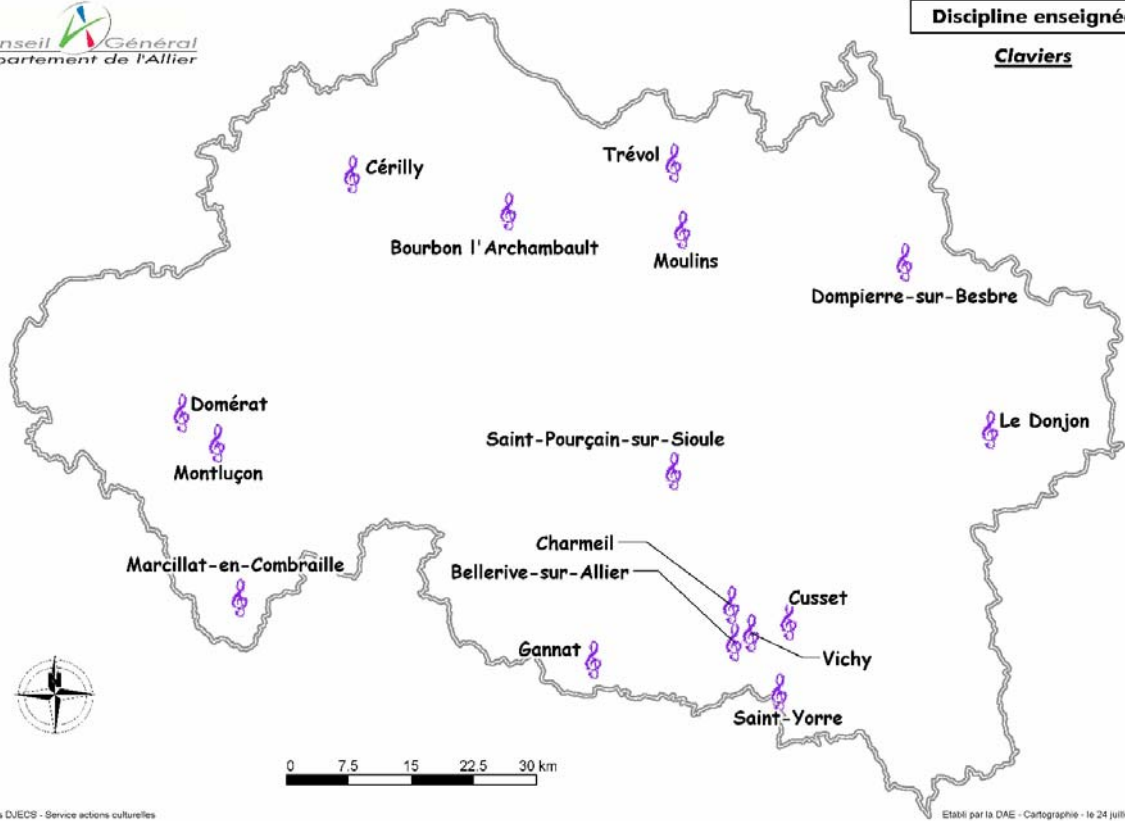 nseil Général
partement de l'Allier
Discipline enseigné
Claviers
Trévol
Cérilly
Bourbon l'Archambault
Moulins
Dompierre-sur-Besbre
Domérat
Le Donjon
Saint-Pourçain-sur-Sioule
Montluçon
Charmeil
Marcillat-en-Combraille
Bellerive-sur-Allier
Cusset
Gannat
Vichy
N
Saint-Yorre
0 7.5 15 22.5 30 km
DJECS - Service actions culturelles
Etabli par la DAE - Cartographie - le 24 juill